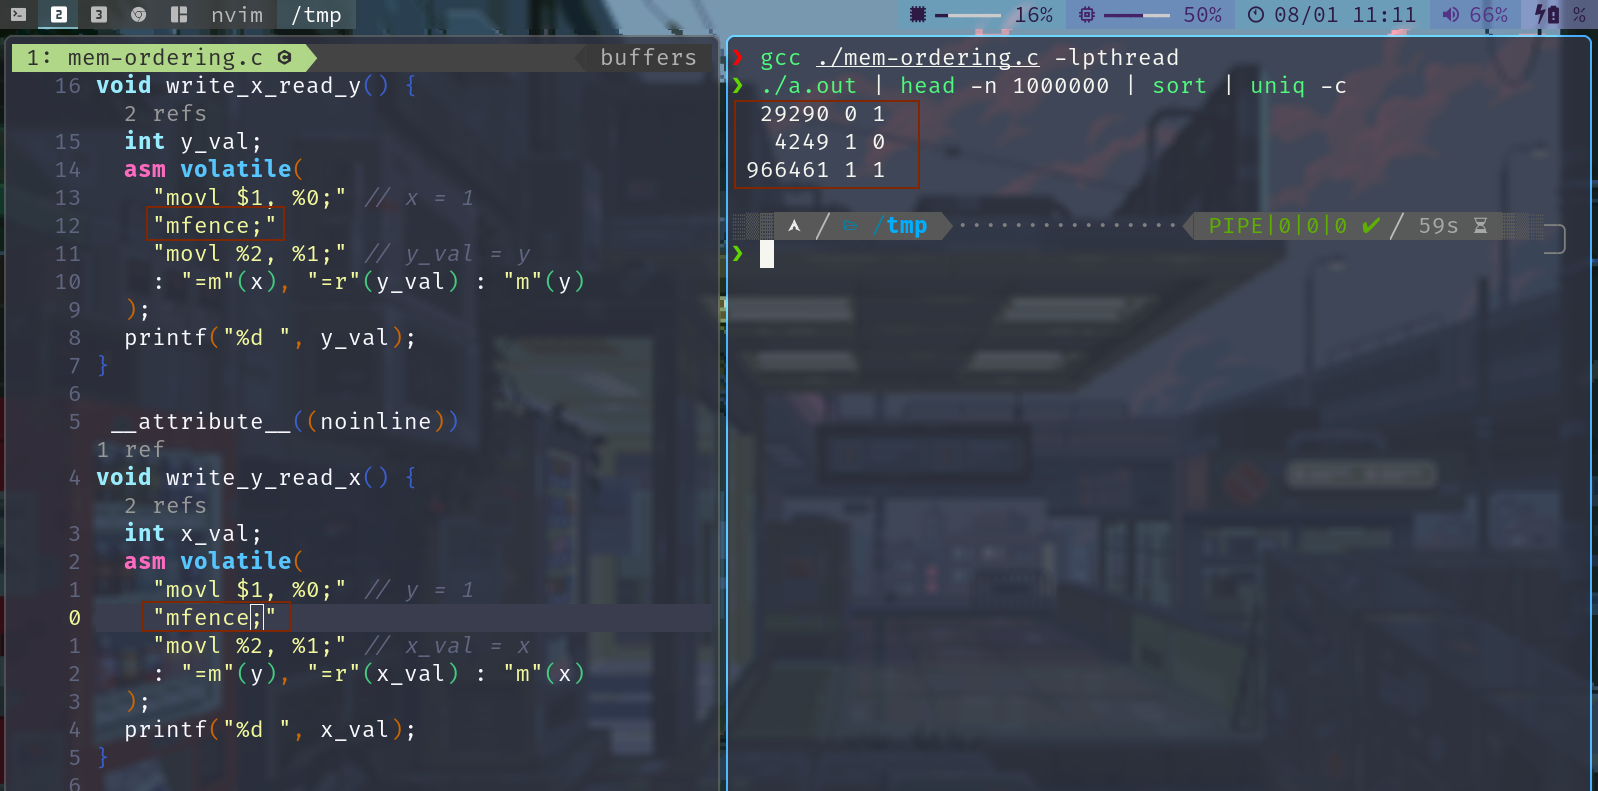 2 3 nvim /tmp 16% 50% 08/01 11:11 66% %
1: mem-ordering.c buffers
16 void write_x_read_y() {
2 refs
15 int y_val;
14 asm volatile(
13 "movl $1, %0;" // x = 1
12 "mfence;"
11 "movl %2, %1;" // y_val = y
10 : "=m"(x), "=r"(y_val) : "m"(y)
9 );
8 printf("%d ", y_val);
7 }
6
5 __attribute__((noinline))
1 ref
4 void write_y_read_x() {
2 refs
3 int x_val;
2 asm volatile(
1 "movl $1, %0;" // y = 1
0 "mfence;"
1 "movl %2, %1;" // x_val = x
2 : "=m"(y), "=r"(x_val) : "m"(x)
3 );
4 printf("%d ", x_val);
5 }
6
❯ gcc ./mem-ordering.c -lpthread
❯ ./a.out | head -n 1000000 | sort | uniq -c
29290 0 1
4249 1 0
966461 1 1
/ /tmp PIPE|0|0|0 ✔ / 59s
❯